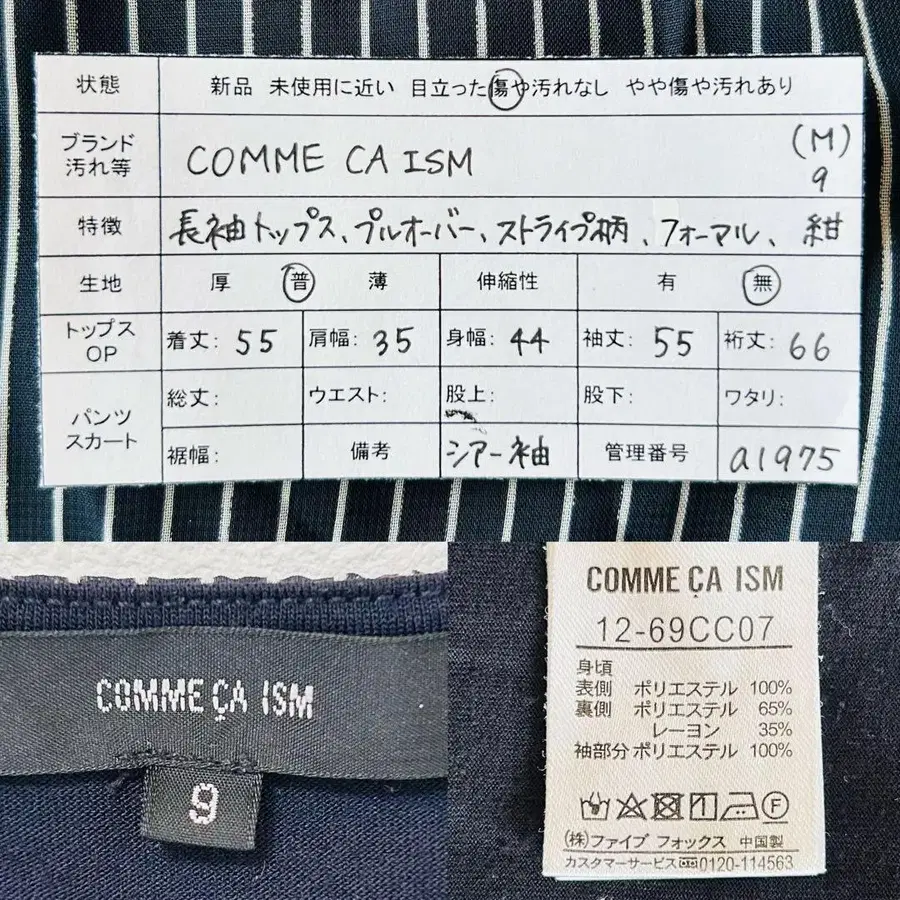 状態 新品 未使用に近い 目立った傷や汚れなし やや傷や汚れあり
ブランド
汚れ等
COMME CA ISM
(M)
9
特徴 長袖トップス、プルオーバー、ストライプ柄、フォーマル、紺
生地 厚 普 薄 伸縮性 有 無
トップス
OP
着丈: 55 肩幅: 35 身幅: 44 袖丈: 55 裄丈: 66
パンツ
スカート
総丈: ウエスト: 股上: 股下: ワタリ:
裾幅: 備考 シアー袖 管理番号 a1975
COMME ÇA ISM
9
COMME ÇA ISM
12-69CC07
身頃
表側 ポリエステル 100%
裏側 ポリエステル 65%
レーヨン 35%
袖部分 ポリエステル 100%
(株)ファイブ フォックス 中国製
カスタマーサービス 0120-114563